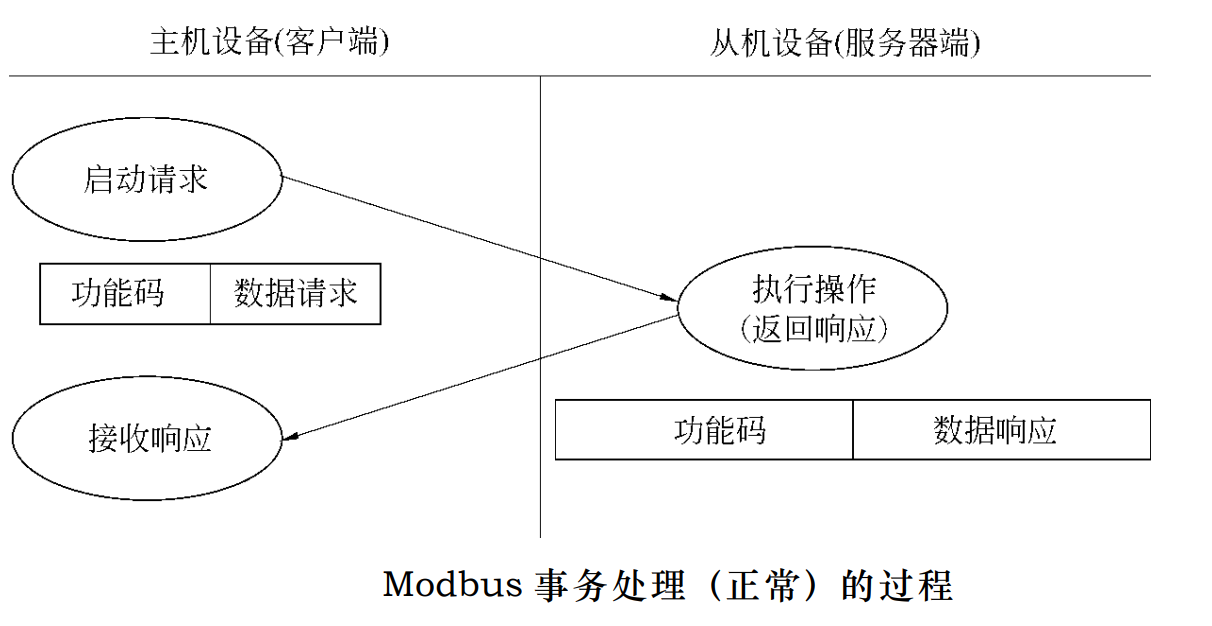 主机设备(客户端)
从机设备(服务器端)
启动请求
功能码
数据请求
执行操作
(返回响应)
接收响应
功能码
数据响应
Modbus 事务处理（正常）的过程